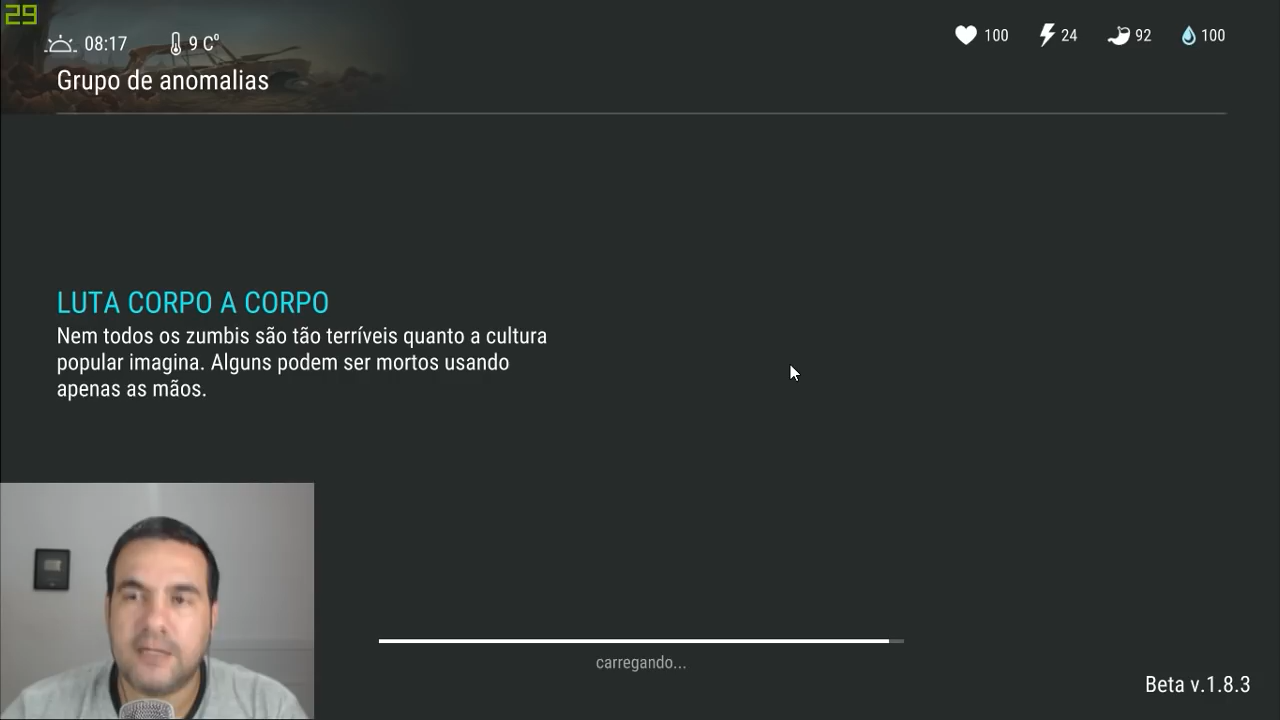 29
08:17
9 Cº
100
24
92
100
Grupo de anomalias
LUTA CORPO A CORPO
Nem todos os zumbis são tão terríveis quanto a cultura
popular imagina. Alguns podem ser mortos usando
apenas as mãos.
carregando...
Beta v.1.8.3